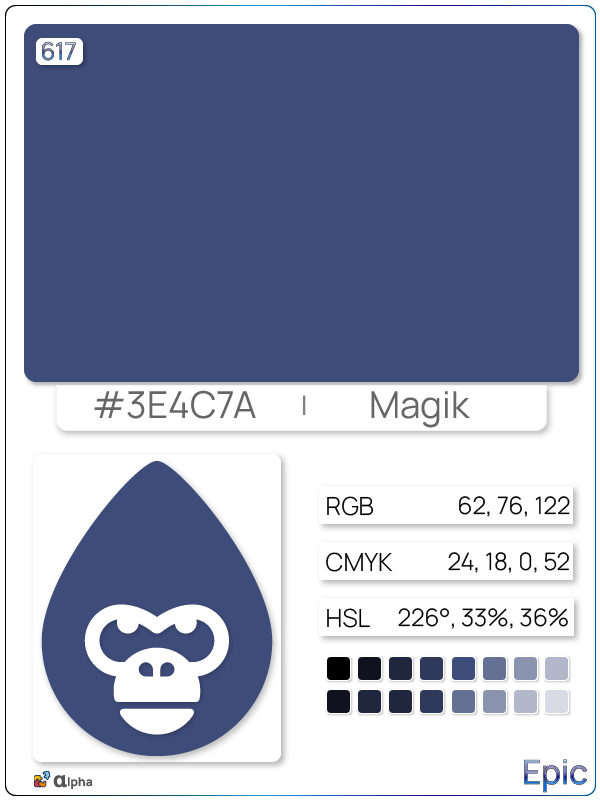 617
#3E4C7A | Magik
RGB 62, 76, 122
CMYK 24, 18, 0, 52
HSL 226°, 33%, 36%
αlpha
Epic